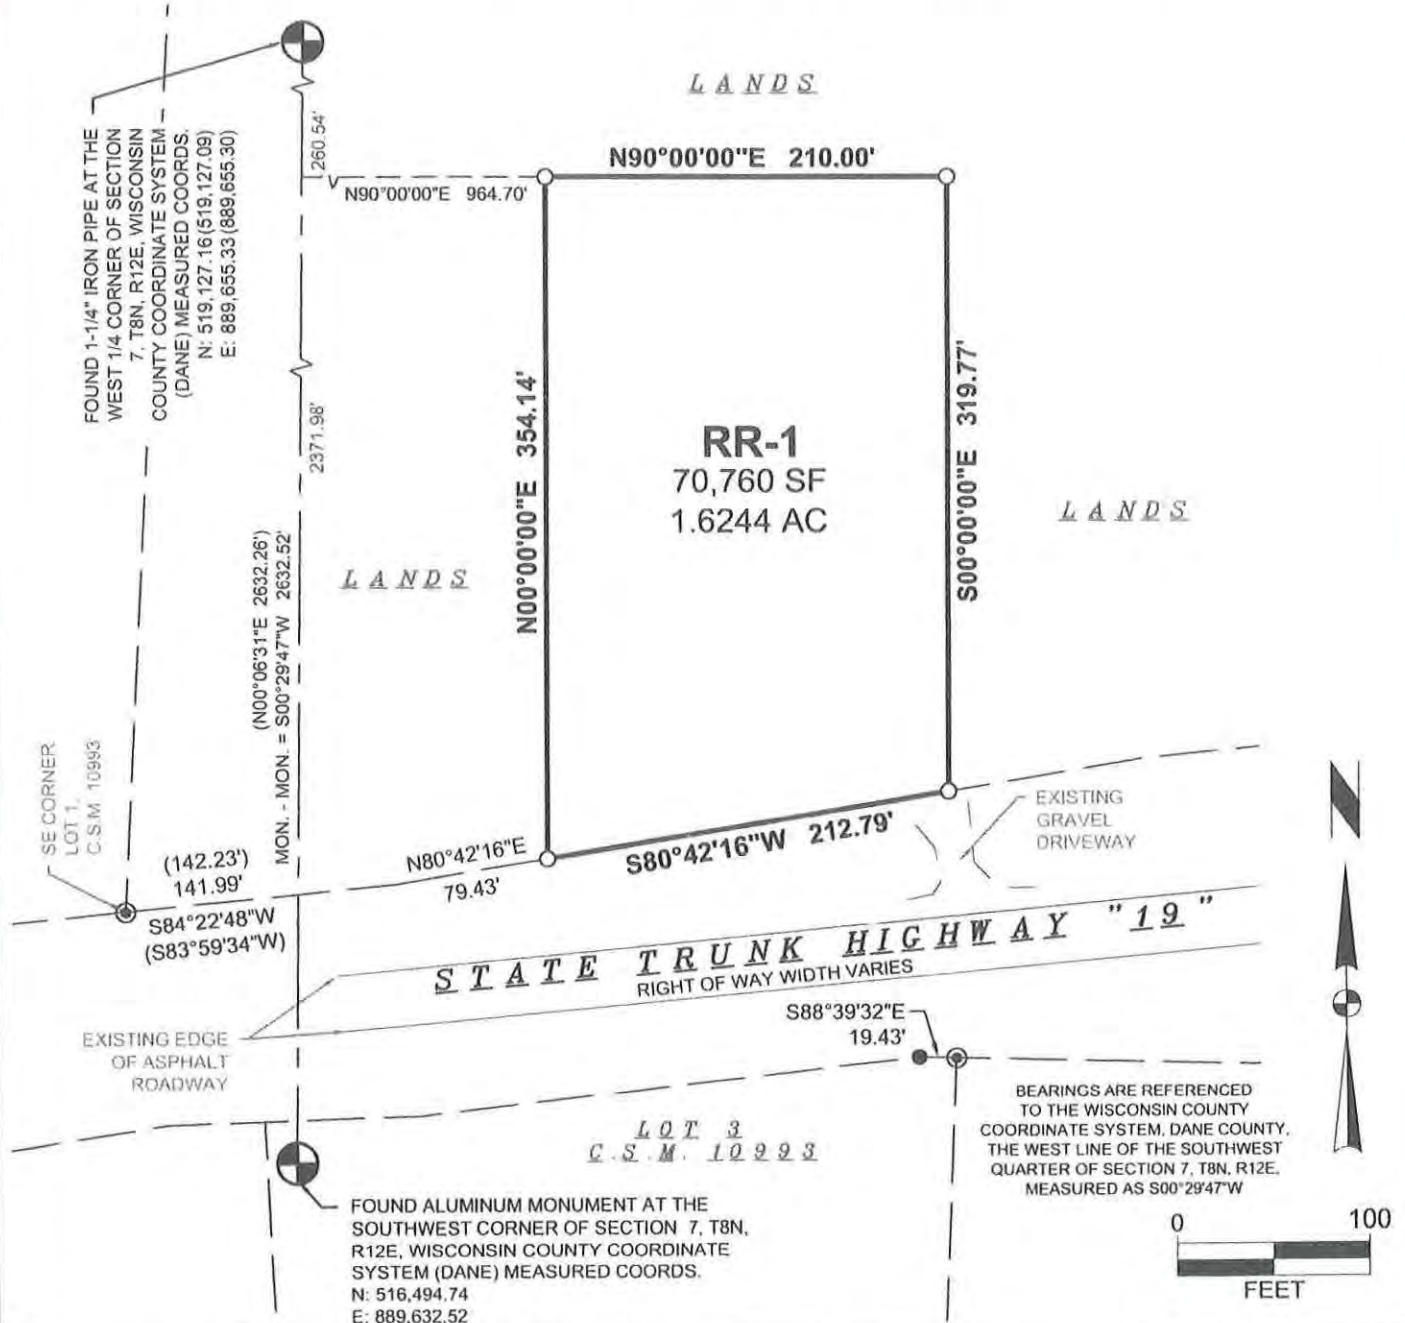 LANDS
N90°00'00"E 210.00'
260.54'
N90°00'00"E 964.70'
FOUND 1-1/4" IRON PIPE AT THE
WEST 1/4 CORNER OF SECTION
7, T8N, R12E, WISCONSIN
COUNTY COORDINATE SYSTEM
(DANE) MEASURED COORDS.
N: 519,127.16(519,127.09)
E: 889,655.33(889,655.30)
2371.98'
N00°00'00"E 354.14'
S00°00'00"E 319.77'
RR-1
70,760 SF
1.6244 AC
LANDS
LANDS
(N00°06'31"E 2632.26')
MON. - MON. = S00°29'47"W 2632.52'
SE CORNER
LOT 1,
C.S.M. 10993
(142.23')
141.99'
S84°22'48"W
(S83°59'34"W)
N80°42'16"E
79.43'
S80°42'16"W 212.79'
EXISTING
GRAVEL
DRIVEWAY
N
STATE TRUNK HIGHWAY "19"
RIGHT OF WAY WIDTH VARIES
EXISTING EDGE
OF ASPHALT
ROADWAY
S88°39'32"E
19.43'
LOT 3
C.S.M. 10993
BEARINGS ARE REFERENCED
TO THE WISCONSIN COUNTY
COORDINATE SYSTEM, DANE COUNTY,
THE WEST LINE OF THE SOUTHWEST
QUARTER OF SECTION 7, T8N, R12E,
MEASURED AS S00°29'47"W
FOUND ALUMINUM MONUMENT AT THE
SOUTHWEST CORNER OF SECTION 7, T8N,
R12E, WISCONSIN COUNTY COORDINATE
SYSTEM (DANE) MEASURED COORDS.
N: 516,494.74
E: 889,632.52
0 100
FEET